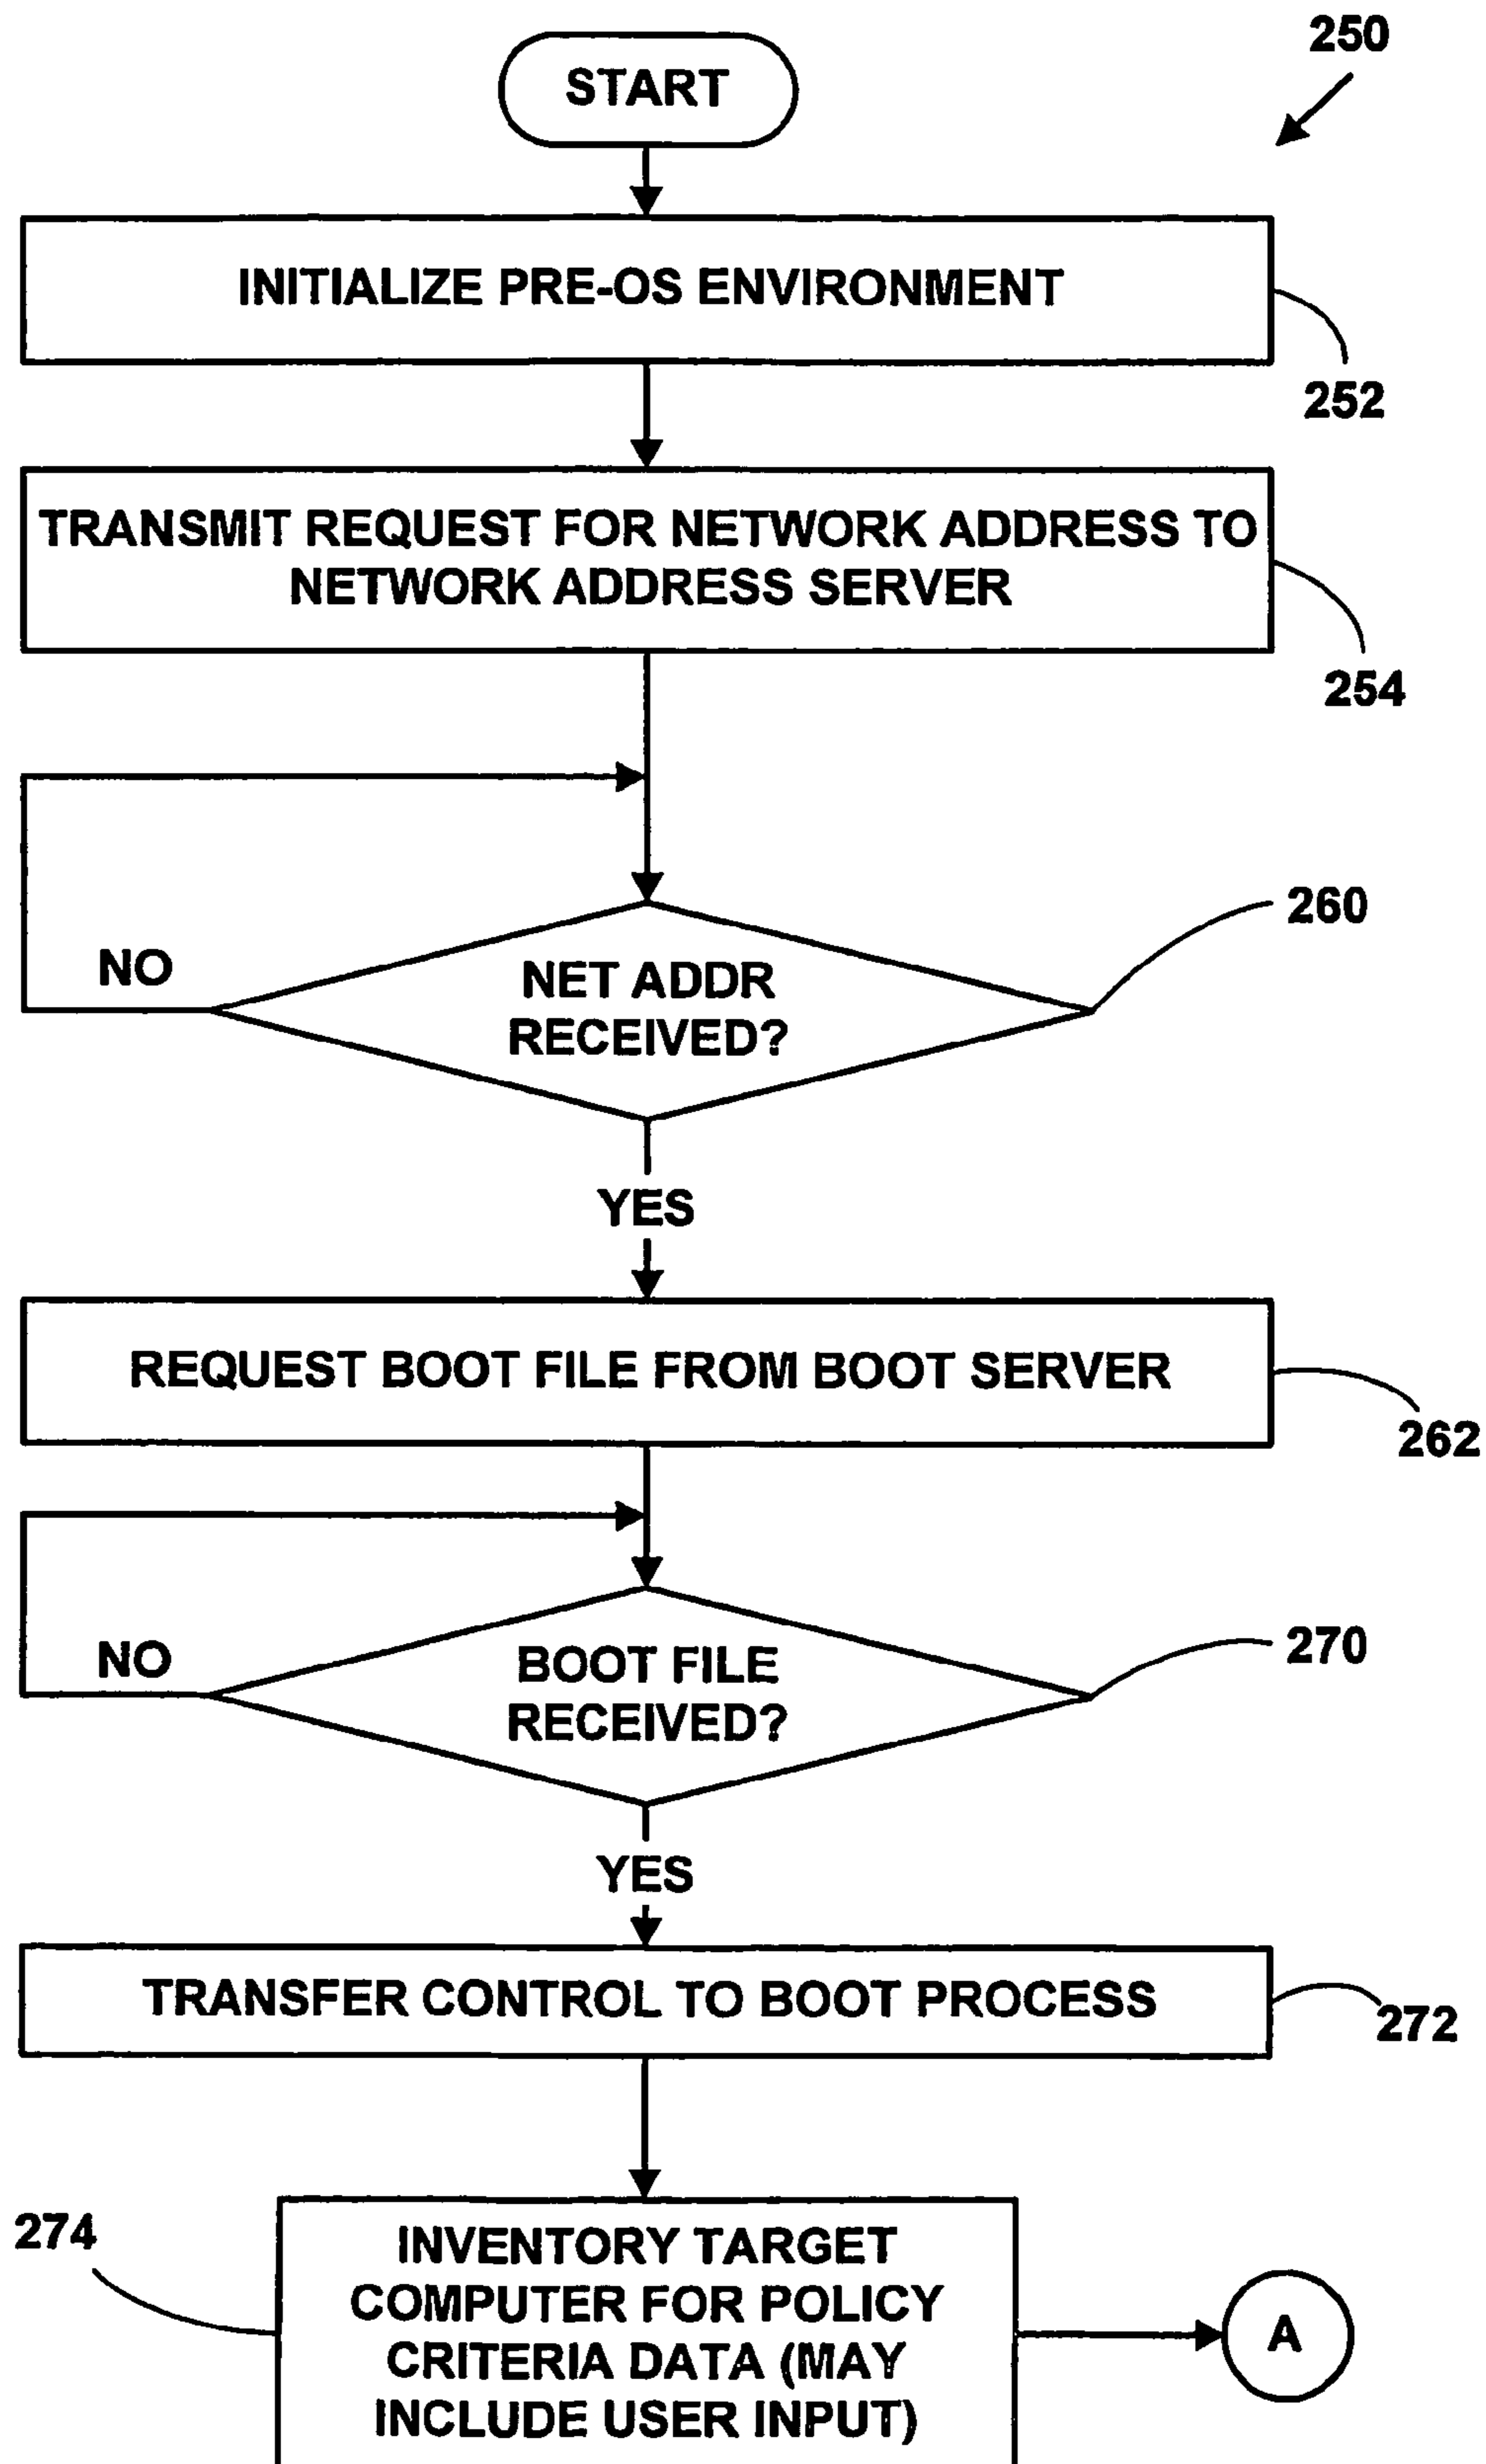 250
START
INITIALIZE PRE-OS ENVIRONMENT
252
TRANSMIT REQUEST FOR NETWORK ADDRESS TO
NETWORK ADDRESS SERVER
254
260
NO
NET ADDR
RECEIVED?
YES
REQUEST BOOT FILE FROM BOOT SERVER
262
270
NO
BOOT FILE
RECEIVED?
YES
TRANSFER CONTROL TO BOOT PROCESS
272
274
INVENTORY TARGET
COMPUTER FOR POLICY
CRITERIA DATA (MAY
INCLUDE USER INPUT)
A